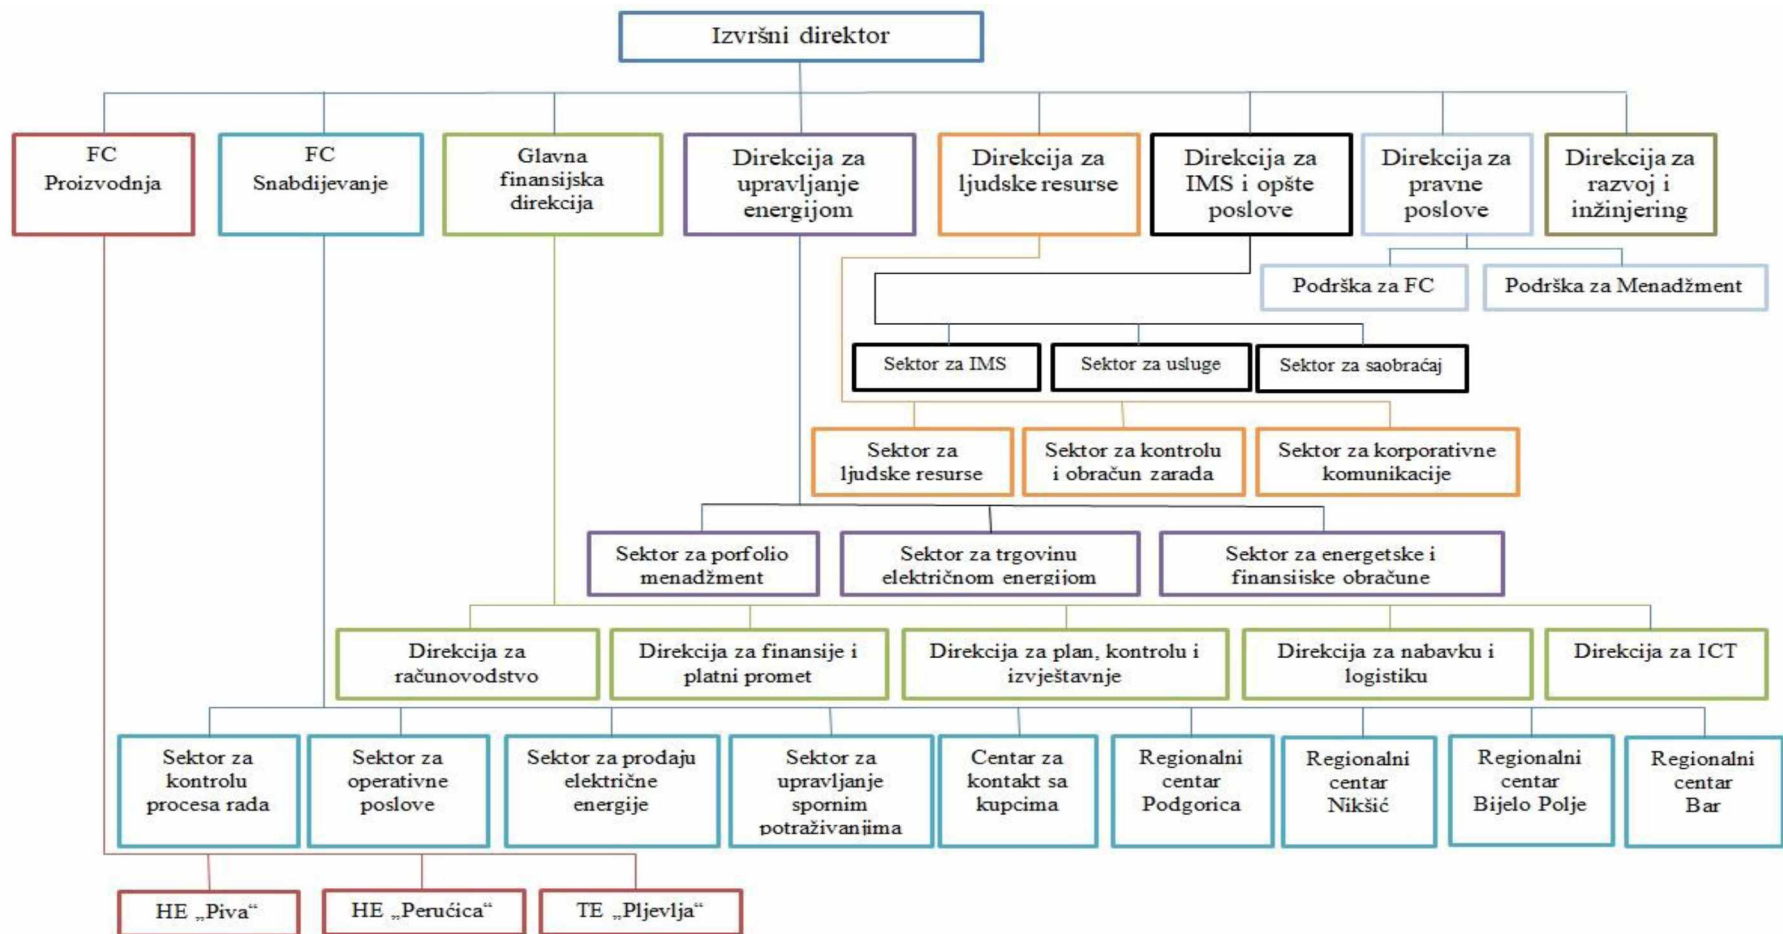 Izvršni direktor
FC
Proizvodnja
FC
Snabdijevanje
Glavna
finansijska
direkcija
Direkcija za
upravljanje
energijom
Direkcija za
ljudske resurse
Direkcija za
IMS i opšte
poslove
Direkcija za
pravne
poslove
Direkcija za
razvoj i
inžinjering
Podrška za FC
Podrška za Menadžment
Sektor za IMS
Sektor za usluge
Sektor za saobraćaj
Sektor za
ljudske resurse
Sektor za kontrolu
i obračun zarada
Sektor za korporativne
komunikacije
Sektor za porfolio
menadžment
Sektor za trgovinu
električnom energijom
Sektor za energetske i
finansijske obračune
Direkcija za
računovodstvo
Direkcija za finansije i
platni promet
Direkcija za plan, kontrolu i
izvještavnje
Direkcija za nabavku i
logistiku
Direkcija za ICT
Sektor za
kontrolu
procesa rada
Sektor za
operativne
poslove
Sektor za prodaju
električne
energije
Sektor za
upravljanje
spornim
potraživanjima
Centar za
kontakt sa
kupcima
Regionalni
centar
Podgorica
Regionalni
centar
Nikšić
Regionalni
centar
Bijelo Polje
Regionalni
centar
Bar
HE „Piva“
HE „Perućica“
TE „Pljevlja“